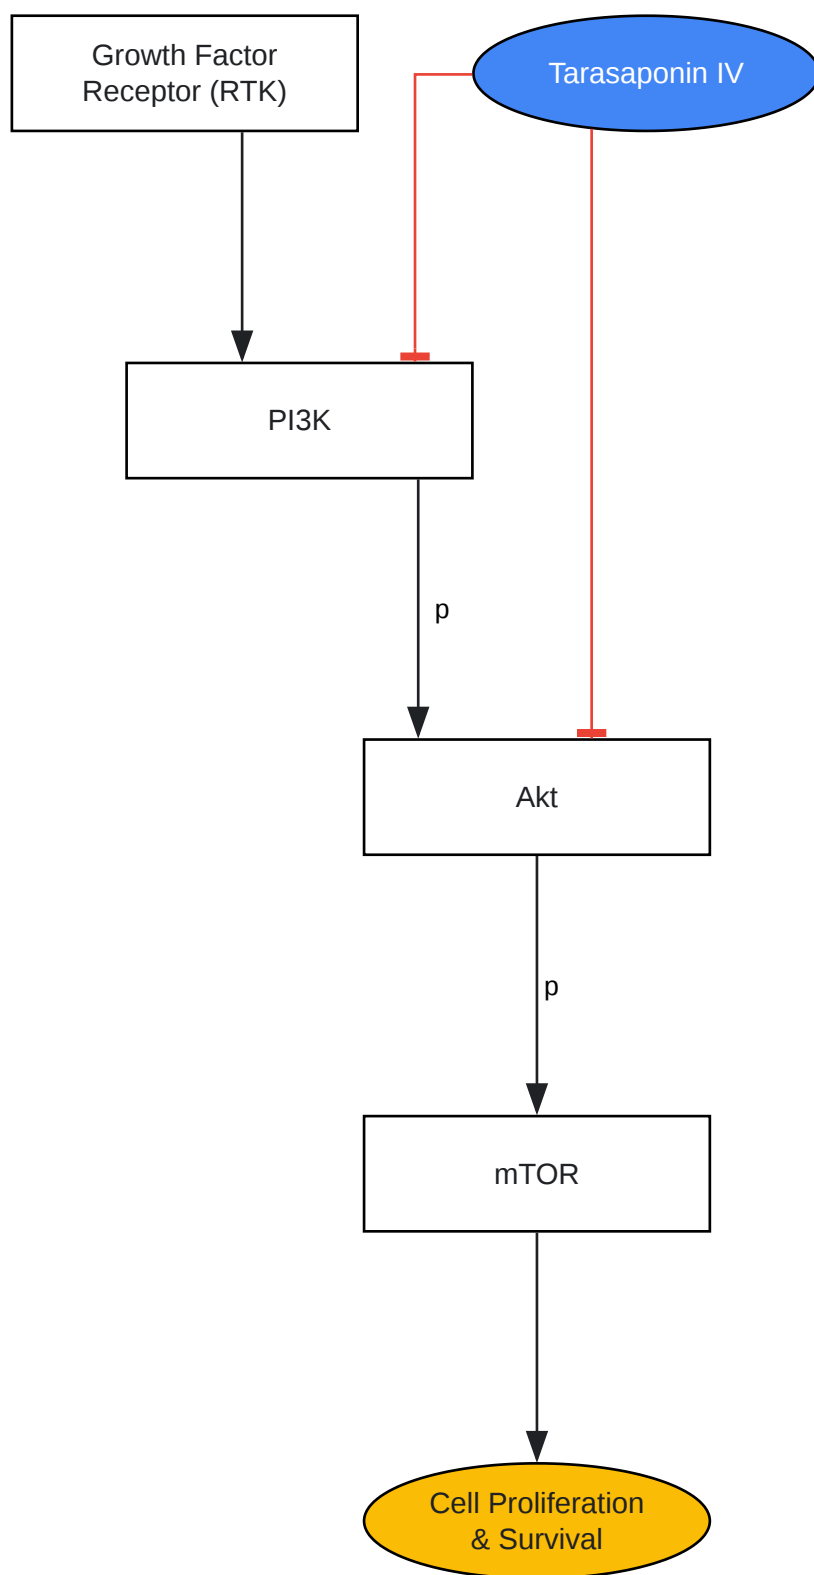 Growth Factor
Receptor (RTK)
Tarasaponin IV
PI3K
p
Akt
p
mTOR
Cell Proliferation
& Survival